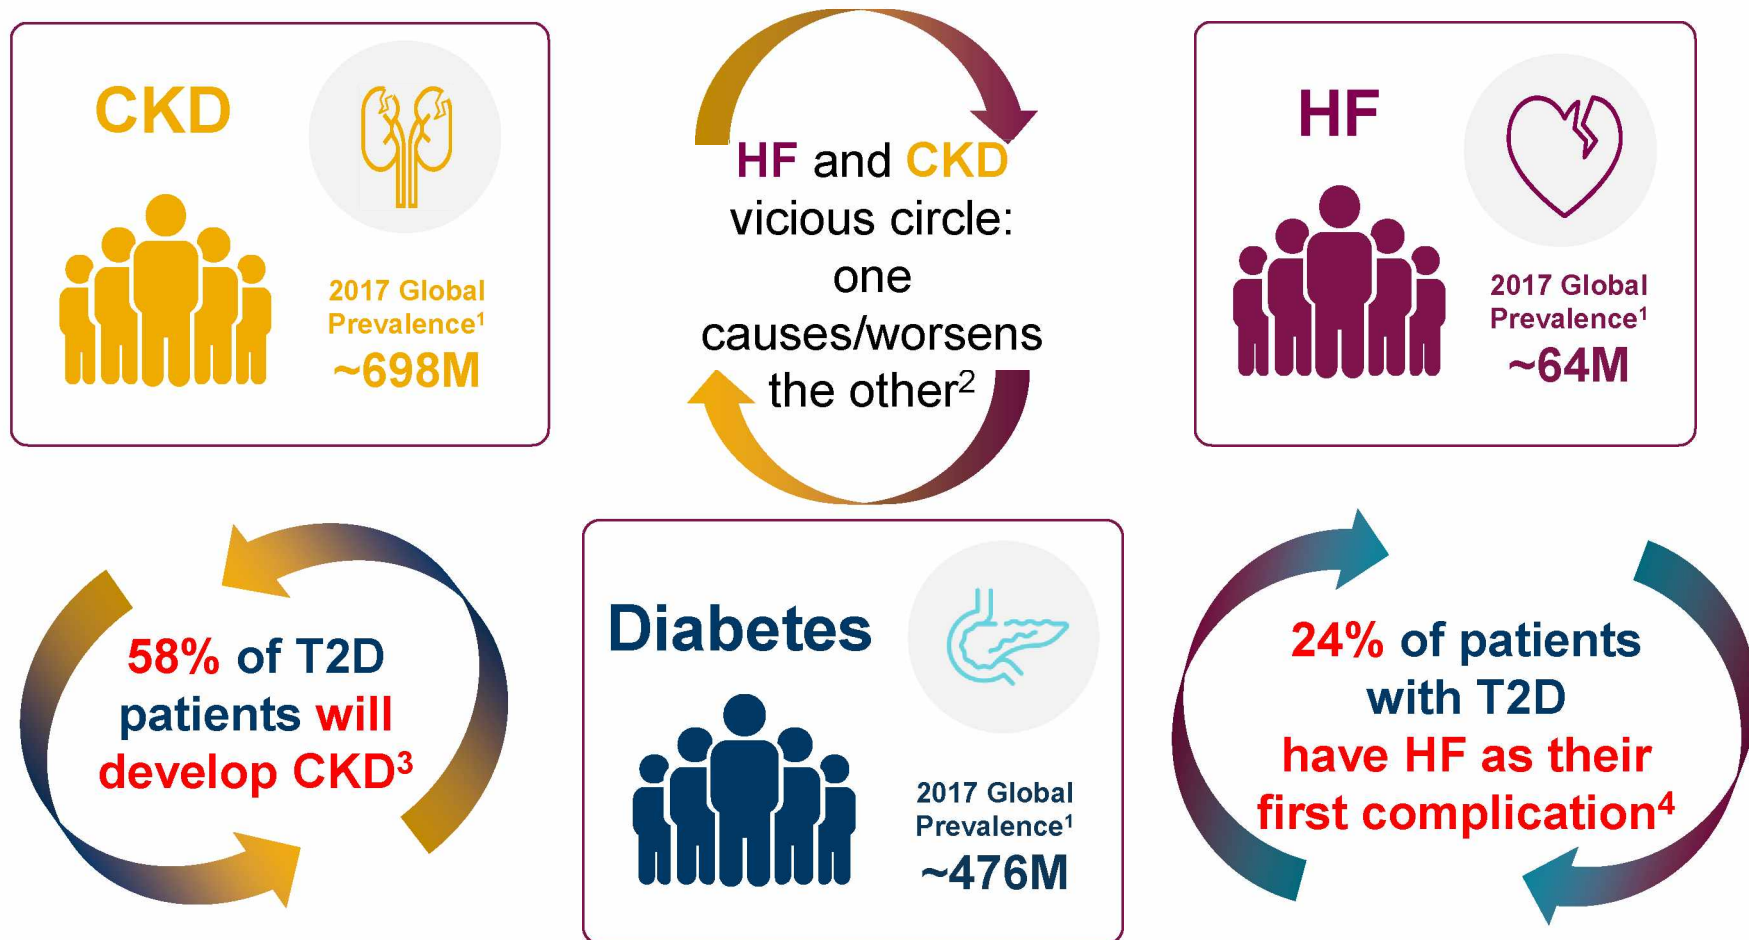 CKD
2017 Global
Prevalence¹
~698M
HF and CKD
vicious circle:
one
causes/worsens
the other²
HF
2017 Global
Prevalence¹
~64M
58% of T2D
patients will
develop CKD³
Diabetes
2017 Global
Prevalence¹
~476M
24% of patients
with T2D
have HF as their
first complication⁴